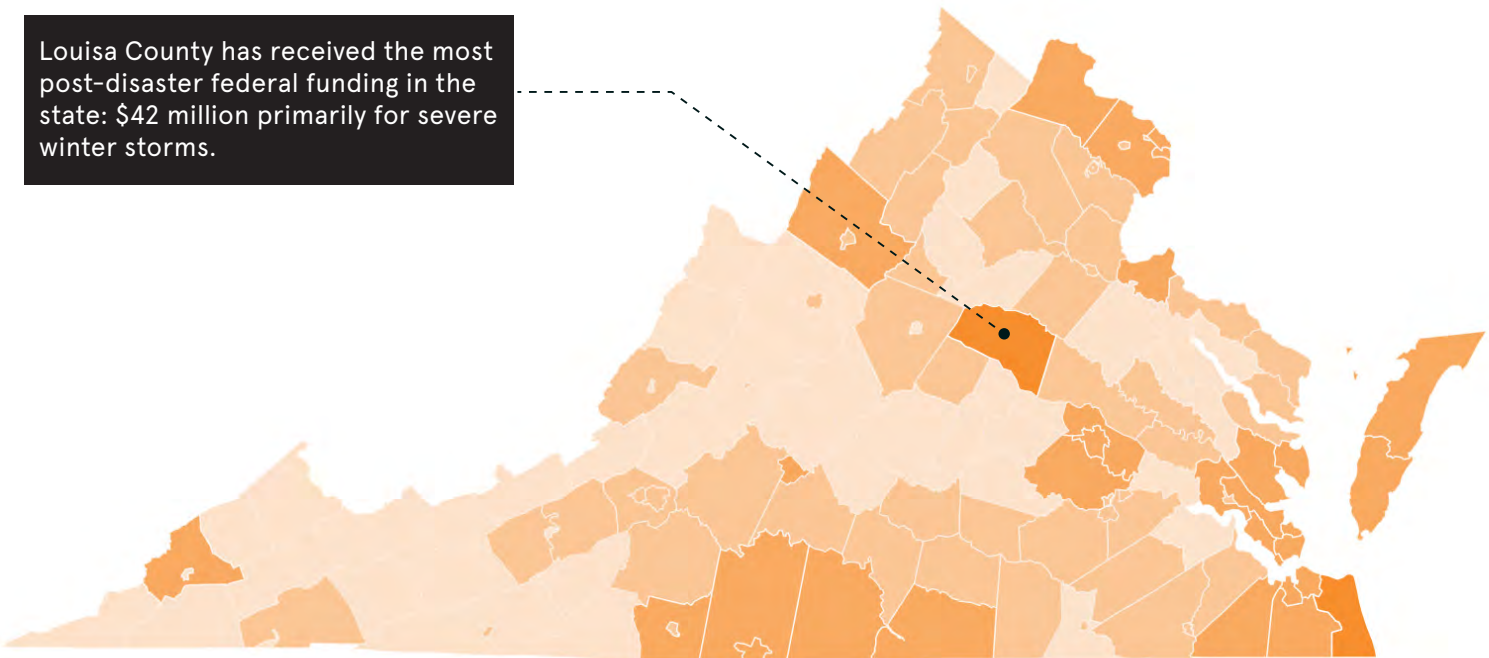 Louisa County has received the most
post-disaster federal funding in the
state: $42 million primarily for severe
winter storms.